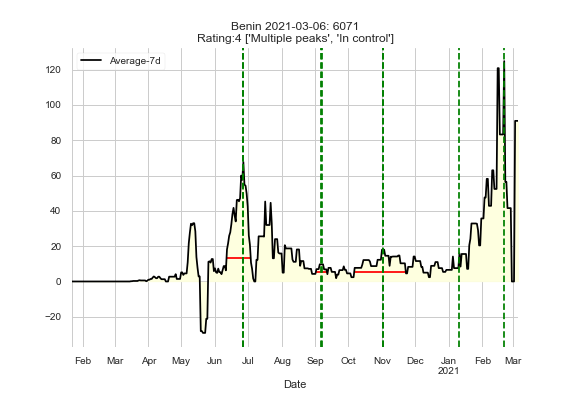 Benin 2021-03-06: 6071
Rating:4 ['Multiple peaks', 'In control']
Average-7d
120
100
80
60
40
20
0
−20
Feb Mar Apr May Jun Jul Aug Sep Oct Nov Dec Jan Feb Mar
2021
Date